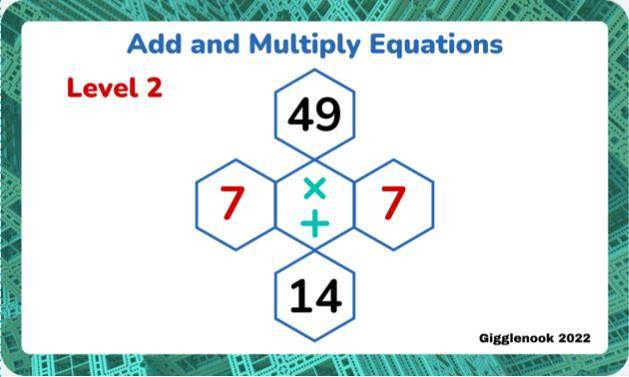 Add and Multiply Equations
Level 2
49
7 × 7
+
14
Gigglenook 2022